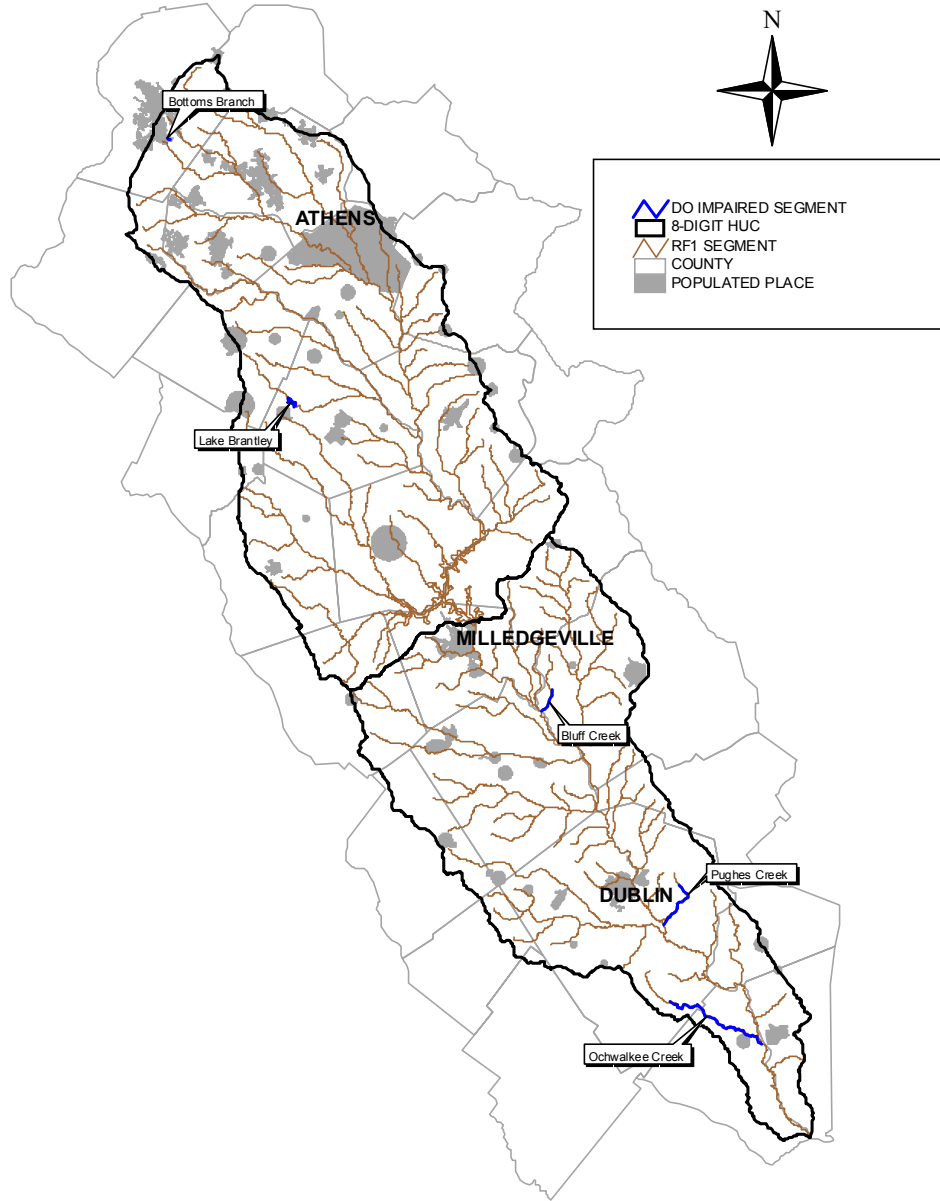 N
Bottoms Branch
DO IMPAIRED SEGMENT
8-DIGIT HUC
RF1 SEGMENT
COUNTY
POPULATED PLACE
ATHENS
Lake Brantley
MILLEDGEVILLE
Bluff Creek
Pughes Creek
DUBLIN
Ochwalkee Creek